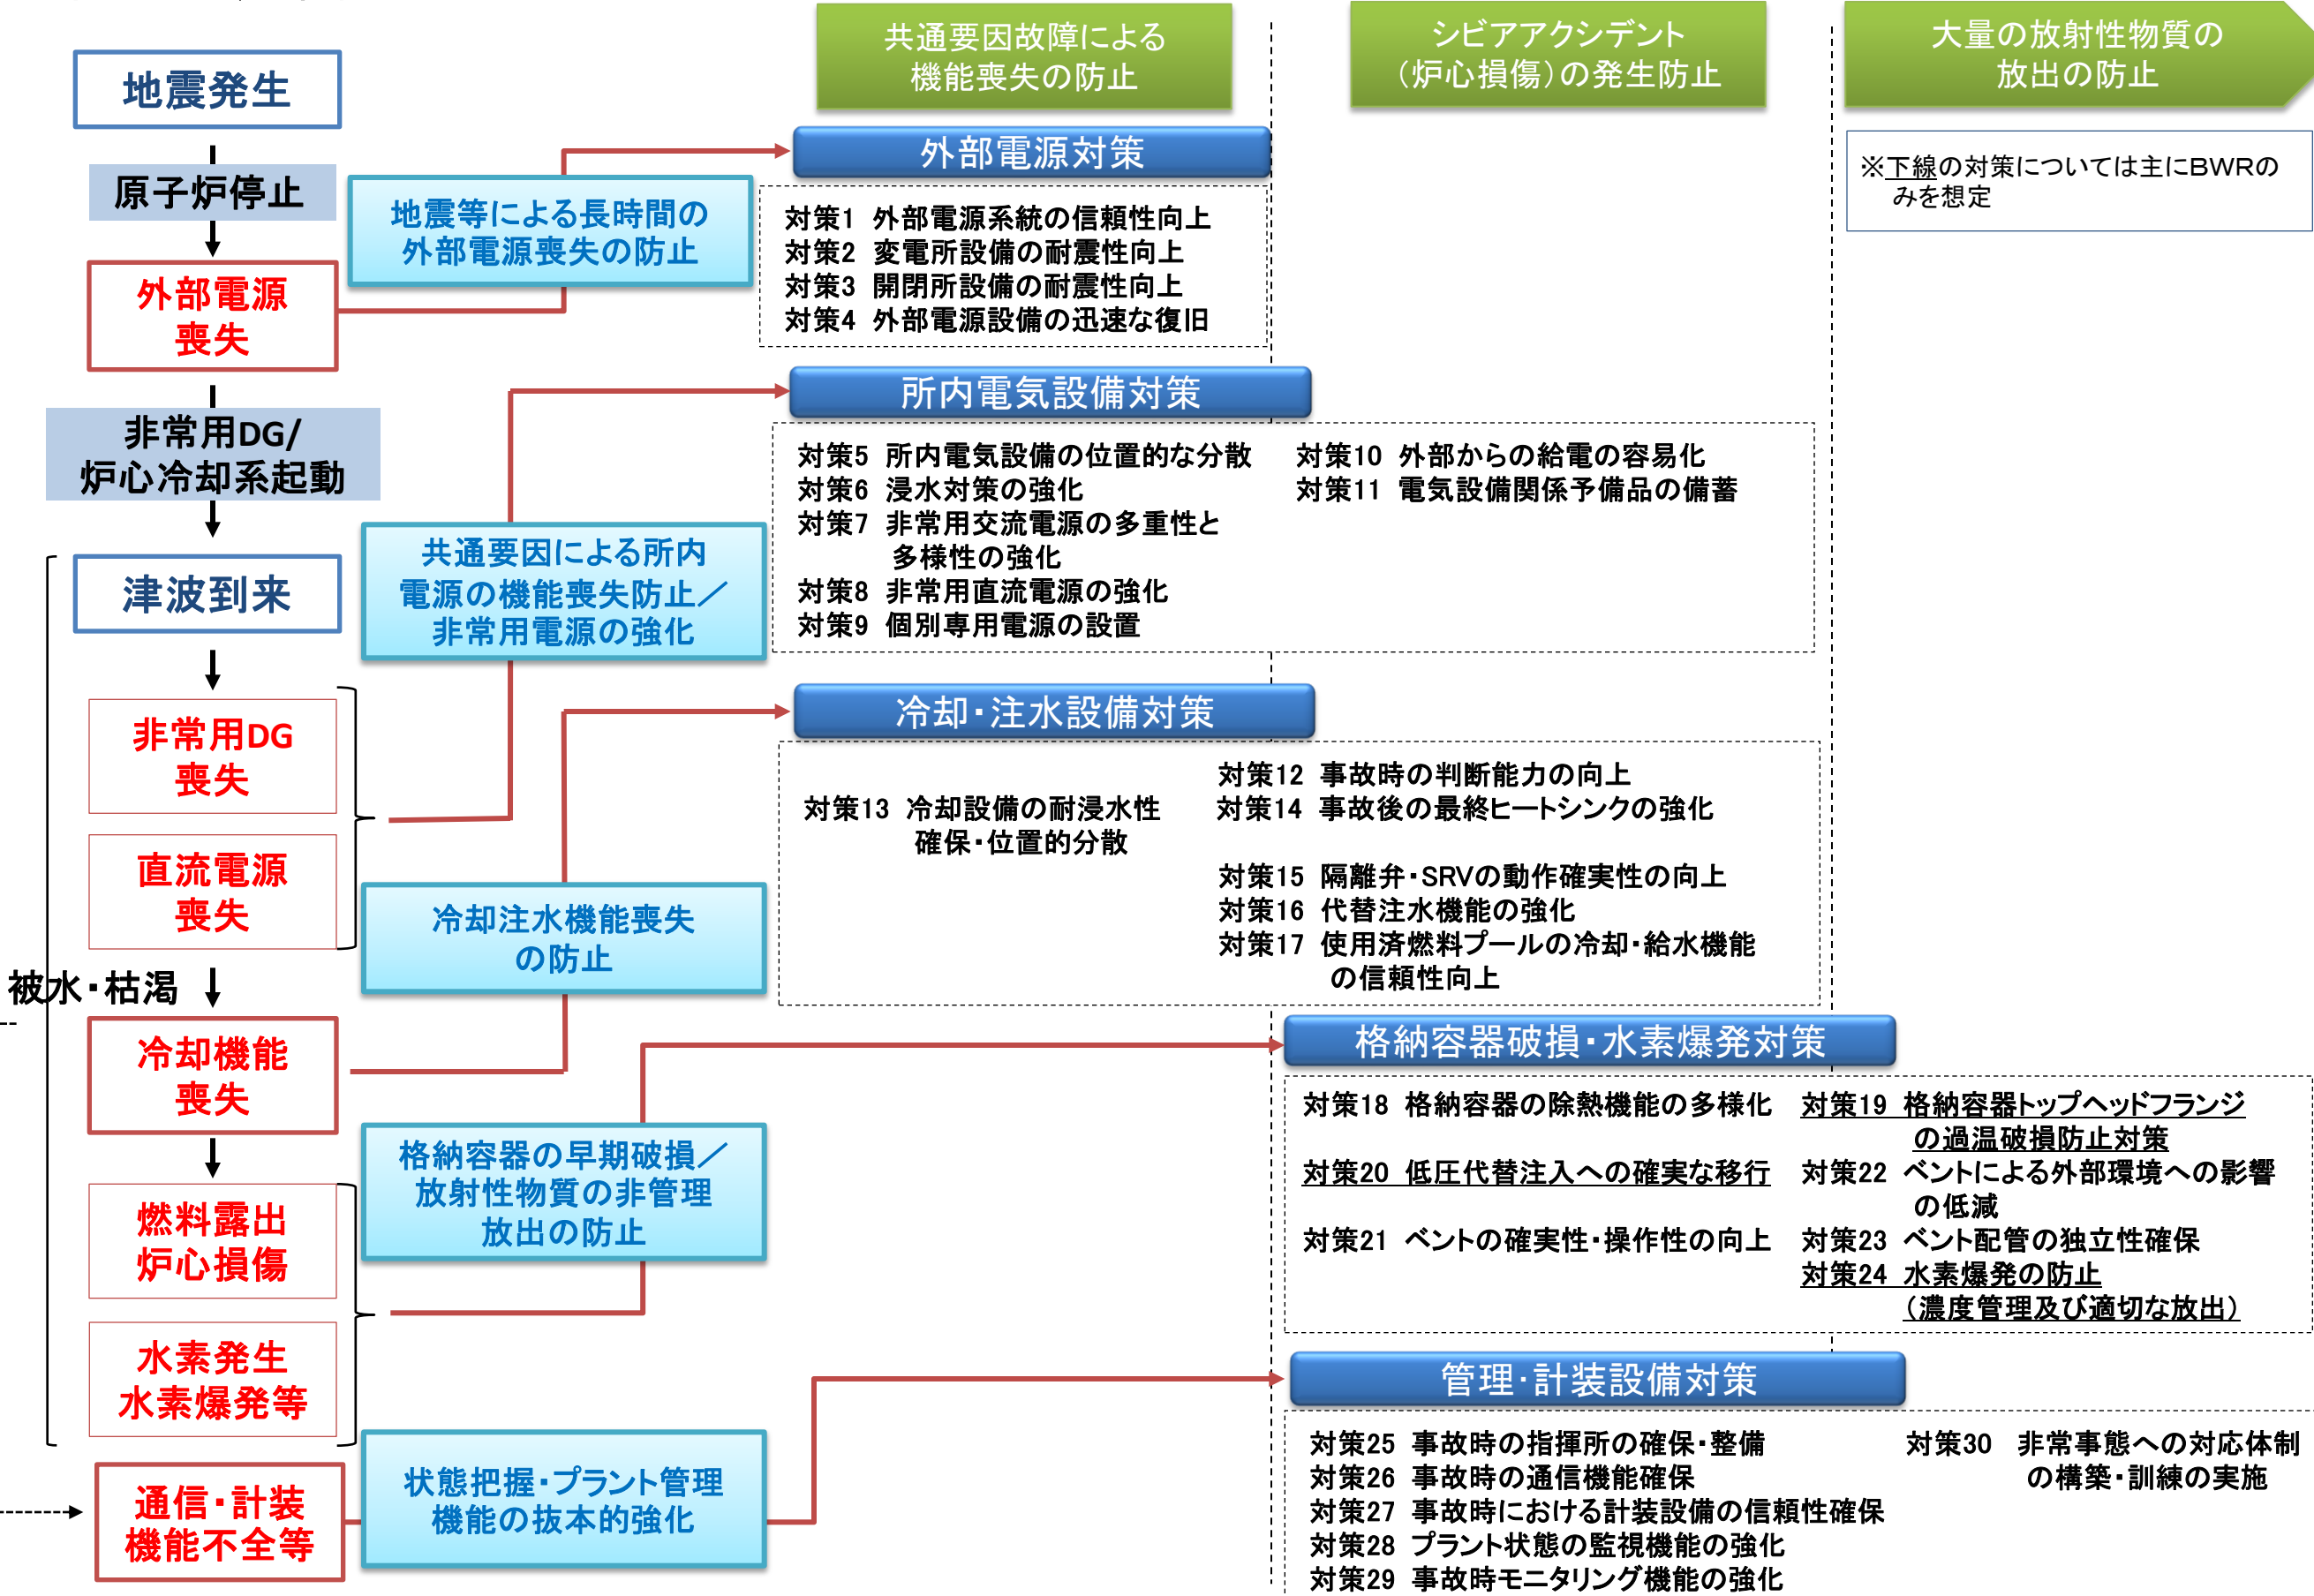 共通要因故障による
機能喪失の防止
シビアアクシデント
（炉心損傷）の発生防止
大量の放射性物質の
放出の防止
※下線の対策については主にBWRの
みを想定
地震発生
原子炉停止
外部電源
喪失
非常用DG/
炉心冷却系起動
津波到来
非常用DG
喪失
直流電源
喪失
被水・枯渇
冷却機能
喪失
燃料露出
炉心損傷
水素発生
水素爆発等
通信・計装
機能不全等
地震等による長時間の
外部電源喪失の防止
共通要因による所内
電源の機能喪失防止／
非常用電源の強化
冷却注水機能喪失
の防止
格納容器の早期破損／
放射性物質の非管理
放出の防止
状態把握・プラント管理
機能の抜本的強化
外部電源対策
対策1 外部電源系統の信頼性向上
対策2 変電所設備の耐震性向上
対策3 開閉所設備の耐震性向上
対策4 外部電源設備の迅速な復旧
所内電気設備対策
対策5 所内電気設備の位置的な分散
対策6 浸水対策の強化
対策7 非常用交流電源の多重性と
多様性の強化
対策8 非常用直流電源の強化
対策9 個別専用電源の設置
対策10 外部からの給電の容易化
対策11 電気設備関係予備品の備蓄
冷却・注水設備対策
対策13 冷却設備の耐浸水性
確保・位置的分散
対策12 事故時の判断能力の向上
対策14 事故後の最終ヒートシンクの強化
対策15 隔離弁・SRVの動作確実性の向上
対策16 代替注水機能の強化
対策17 使用済燃料プールの冷却・給水機能
の信頼性向上
格納容器破損・水素爆発対策
対策18 格納容器の除熱機能の多様化
対策20 低圧代替注入への確実な移行
対策21 ベントの確実性・操作性の向上
対策19 格納容器トップヘッドフランジ
の過温破損防止対策
対策22 ベントによる外部環境への影響
の低減
対策23 ベント配管の独立性確保
対策24 水素爆発の防止
（濃度管理及び適切な放出）
管理・計装設備対策
対策25 事故時の指揮所の確保・整備
対策26 事故時の通信機能確保
対策27 事故時における計装設備の信頼性確保
対策28 プラント状態の監視機能の強化
対策29 事故時モニタリング機能の強化
対策30 非常事態への対応体制
の構築・訓練の実施